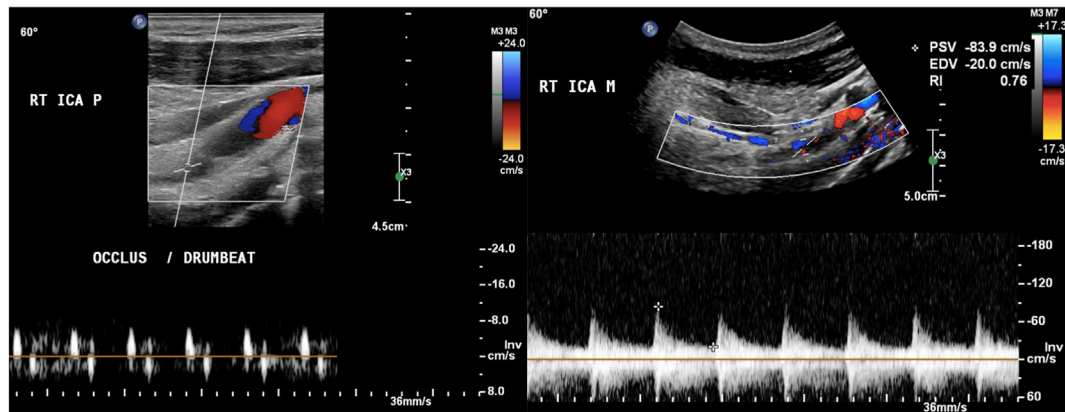 60°
P
M3 M3
+24.0
-24.0
cm/s
RT ICA P
X3
4.5cm
OCCLUS / DRUMBEAT
-24.0
-16.0
-8.0
Inv
cm/s
8.0
36mm/s
60°
P
M3 M7
+17.3
-17.3
cm/s
PSV -83.9 cm/s
EDV -20.0 cm/s
RI 0.76
RT ICA M
X3
5.0cm
-180
-120
-60
Inv
cm/s
60
36mm/s